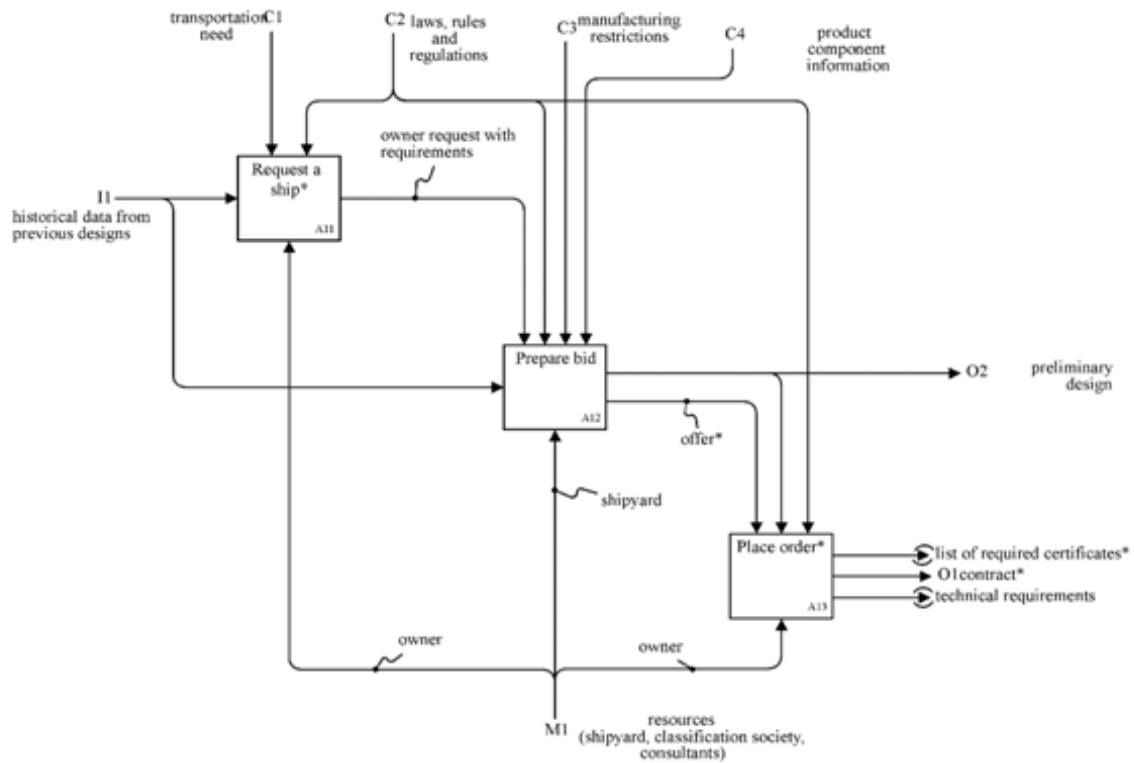 transportation C1
need
C2 laws, rules
and
regulations
C3 manufacturing
restrictions
C4
product
component
information
owner request with
requirements
Request a
ship*
A11
I1
historical data from
previous designs
Prepare bid
A12
O2
preliminary
design
offer*
shipyard
Place order*
A13
list of required certificates*
O1contract*
technical requirements
owner
owner
M1
resources
(shipyard, classification society,
consultants)